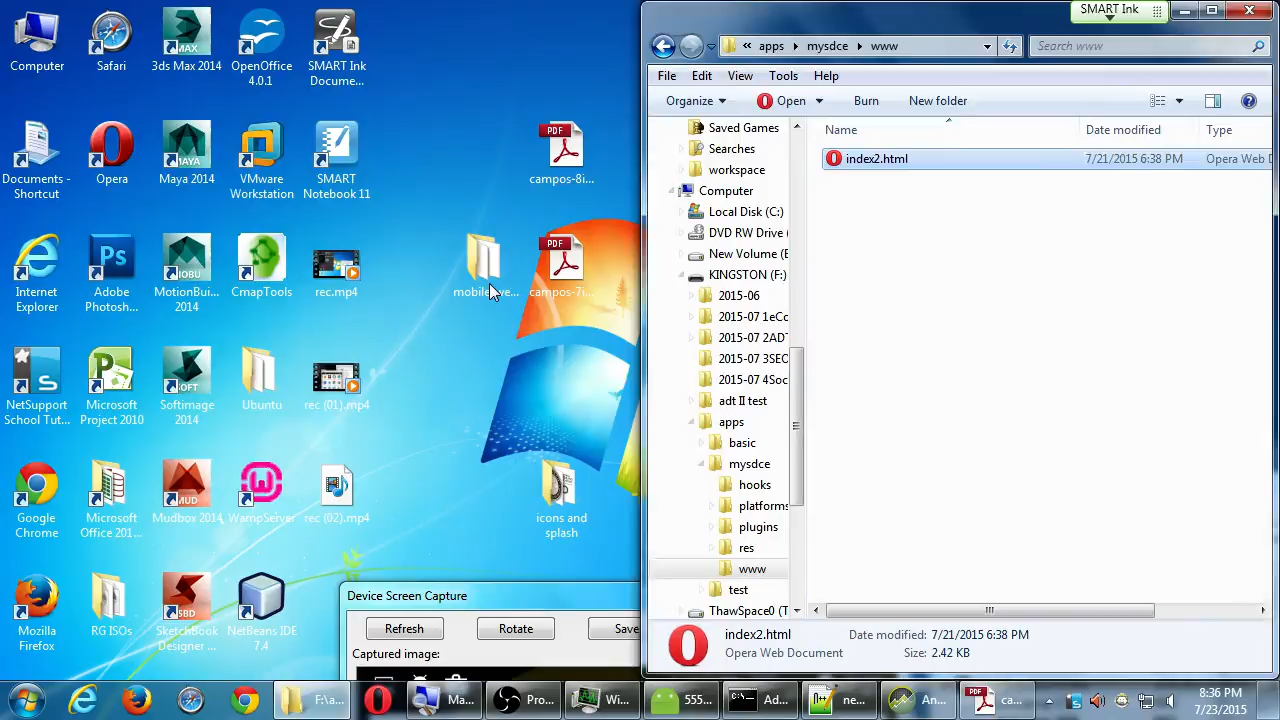 Computer
Safari
3ds Max 2014
OpenOffice
4.0.1
SMART Ink
Docume...
Documents -
Shortcut
Opera
Maya 2014
VMware
Workstation
SMART
Notebook 11
PDF
campos-8i...
Internet
Explorer
Adobe
Photosh...
MotionBui...
2014
CmapTools
rec.mp4
PDF
campos-7i...
NetSupport
School Tut...
Microsoft
Project 2010
Softimage
2014
Ubuntu
rec (01).mp4
Google
Chrome
Microsoft
Office 201...
Mudbox 2014
WampServer
rec (02).mp4
icons and
splash
Mozilla
Firefox
RG ISOs
SketchBook
Designer ...
NetBeans IDE
7.4
Device Screen Capture
Refresh
Rotate
Save
Captured image:
SMART Ink
« apps
mysdce
www
Search www
File
Edit
View
Tools
Help
Organize
Open
Burn
New folder
Saved Games
Searches
workspace
Computer
Local Disk (C:)
DVD RW Drive (
New Volume (E
KINGSTON (F:)
2015-06
2015-07 1eCo
2015-07 2AD
2015-07 3SEO
2015-07 4Soc
adt II test
apps
basic
mysdce
hooks
platforms
plugins
res
www
test
ThawSpace0 (T
Name
Date modified
Type
index2.html
7/21/2015 6:38 PM
Opera Web D
index2.html
Date modified: 7/21/2015 6:38 PM
Opera Web Document
Size: 2.42 KB
F:\a...
Ma...
Pro...
Wi...
555...
Ad...
ne...
An...
ca...
8:36 PM
7/23/2015